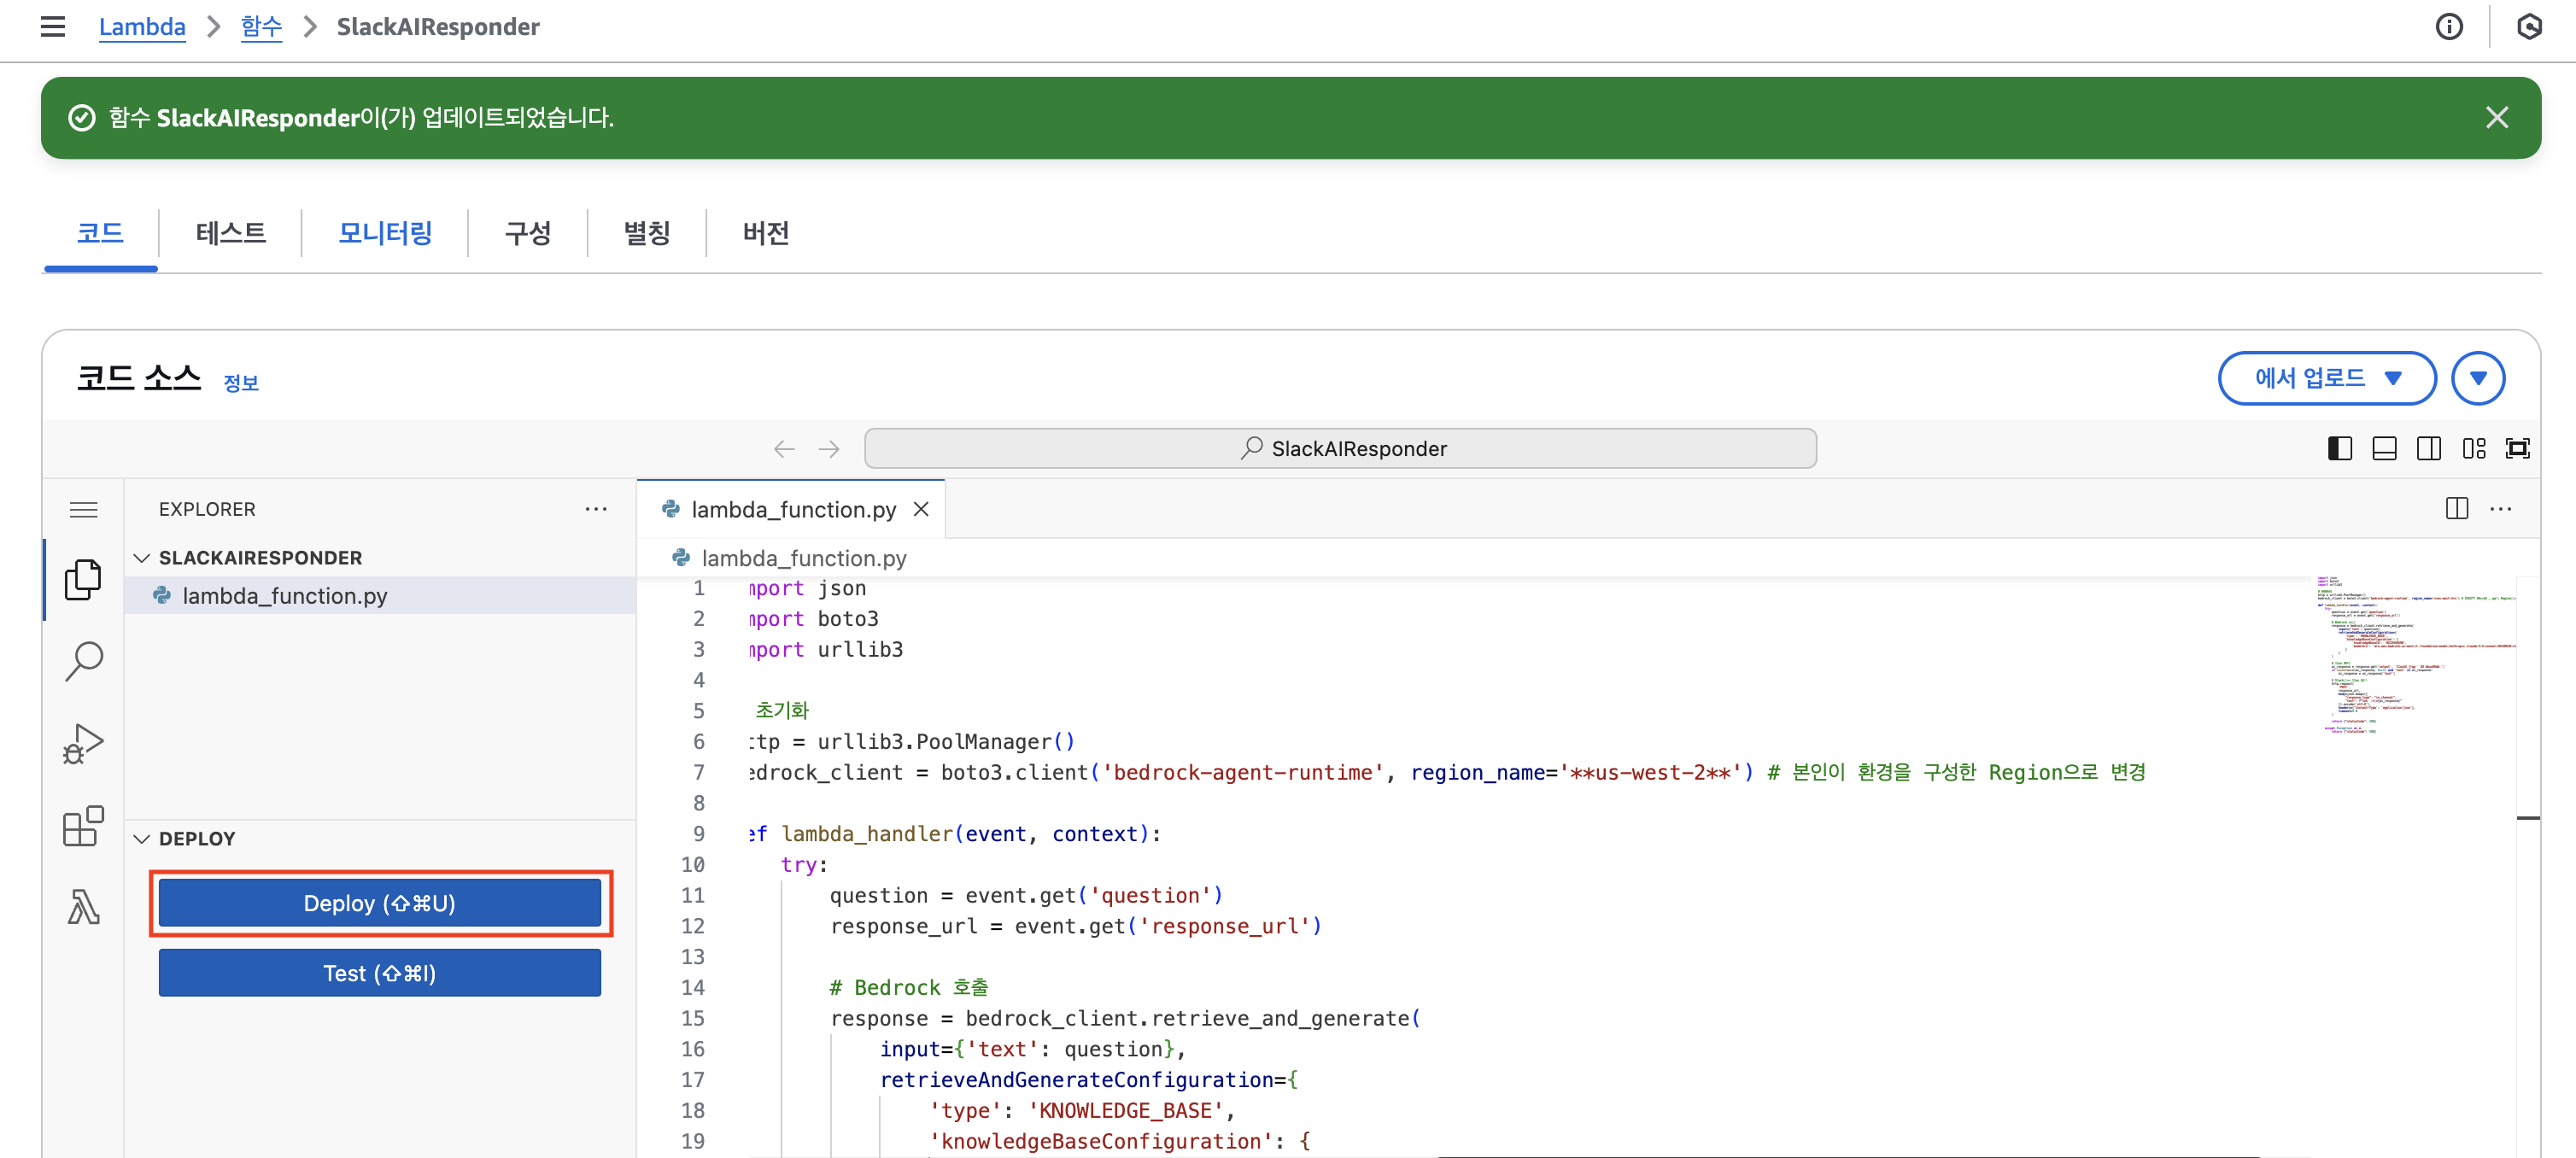 Lambda > 함수 > SlackAIResponder
함수 SlackAIResponder이(가) 업데이트되었습니다.
코드 테스트 모니터링 구성 별칭 버전
코드 소스 정보
에서 업로드
SlackAIResponder
EXPLORER
SLACKAIRESPONDER
lambda_function.py
DEPLOY
Deploy (⇧⌘U)
Test (⇧⌘I)
lambda_function.py
lambda_function.py
1 mport json
2 mport boto3
3 mport urllib3
4
5 초기화
6 ttp = urllib3.PoolManager()
7 edrock_client = boto3.client('bedrock-agent-runtime', region_name='**us-west-2**') # 본인이 환경을 구성한 Region으로 변경
8
9 ef lambda_handler(event, context):
10 try:
11 question = event.get('question')
12 response_url = event.get('response_url')
13
14 # Bedrock 호출
15 response = bedrock_client.retrieve_and_generate(
16 input={'text': question},
17 retrieveAndGenerateConfiguration={
18 'type': 'KNOWLEDGE_BASE',
19 'knowledgeBaseConfiguration': {